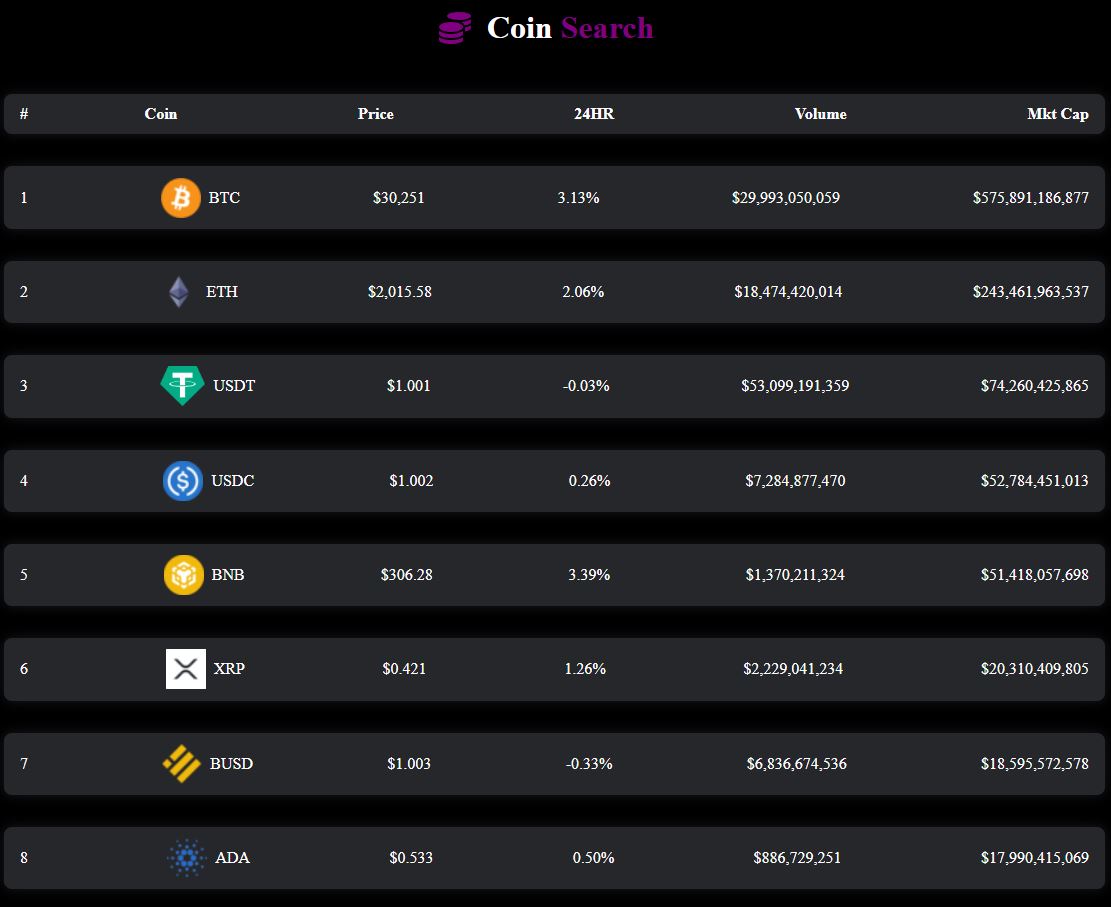 Coin Search
# Coin Price 24HR Volume Mkt Cap
1 BTC $30,251 3.13% $29,993,050,059 $575,891,186,877
2 ETH $2,015.58 2.06% $18,474,420,014 $243,461,963,537
3 USDT $1.001 -0.03% $53,099,191,359 $74,260,425,865
4 USDC $1.002 0.26% $7,284,877,470 $52,784,451,013
5 BNB $306.28 3.39% $1,370,211,324 $51,418,057,698
6 XRP $0.421 1.26% $2,229,041,234 $20,310,409,805
7 BUSD $1.003 -0.33% $6,836,674,536 $18,595,572,578
8 ADA $0.533 0.50% $886,729,251 $17,990,415,069